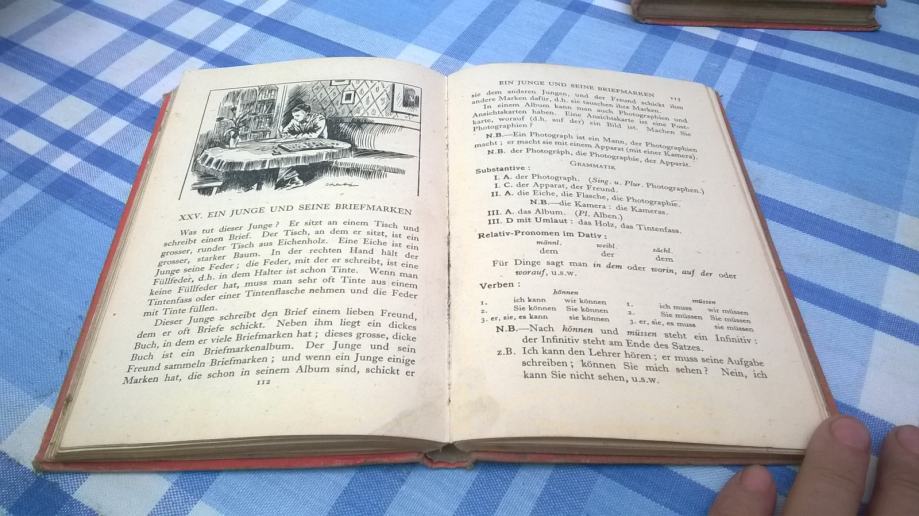 XXV. EIN JUNGE UND SEINE BRIEFMARKEN
Was tut dieser Junge? Er sitzt an einem Tisch und
schreibt einen Brief. Der Tisch, an dem er sitzt, ist ein
grosser, runder Tisch aus Eichenholz. Eine Eiche ist ein
grosser, starker Baum. In der rechten Hand hält der
Junge seine Feder; die Feder, mit der er schreibt, ist eine
Füllfeder, d.h. in dem Halter ist schon Tinte. Wenn man
keine Füllfeder hat, muss man sehr oft Tinte aus einem
Tintenfass oder einer Tintenflasche nehmen und die Feder
mit Tinte füllen.
Dieser Junge schreibt den Brief einem lieben Freund,
dem er oft Briefe schickt. Neben ihm liegt ein dickes
Buch, in dem er viele Briefmarken hat; dieses grosse, dicke
Buch ist ein Briefmarkenalbum. Der Junge und sein
Freund sammeln Briefmarken; und wenn ein Junge einige
Marken hat, die schon in seinem Album sind, schickt er
112
EIN JUNGE UND SEINE BRIEFMARKEN 113
sie dem anderen Jungen, und der Freund schickt ihm
andere Marken dafür, d.h. sie tauschen ihre Marken.
In einem Album kann man auch Photographien und
Ansichtskarten haben. Eine Ansichtskarte ist eine Post-
karte, worauf (d.h. auf der) ein Bild ist. Machen Sie
Photographien?
N.B.—Ein Photograph ist ein Mann, der Photographien
macht; er macht sie mit einem Apparat (mit einer Kamera).
N.B. der Photográph, die Photographíe, der Apparát.
GRAMMATIK
Substantive:
I. A. der Photograph. (Sing. u. Plur. Photographen.)
I. C. der Apparat, der Freund.
II. A. die Eiche, die Flasche, die Photographie.
N.B.—die Kamera: die Kameras.
III. A. das Album. (Pl. Alben.)
III. D mit Umlaut: das Holz, das Tintenfass.
Relativ-Pronomen im Dativ:
männl. weibl. sächl.
dem der dem
Für Dinge sagt man in dem oder worin, auf der oder
worauf, u.s.w.
Verben:
können müssen
1. ich kann wir können 1. ich muss wir müssen
2. Sie können Sie können 2. Sie müssen Sie müssen
3. er, sie, es kann sie können 3. er, sie, es muss sie müssen
N.B.—Nach können und müssen steht ein Infinitiv:
der Infinitiv steht am Ende des Satzes.
z.B. Ich kann den Lehrer hören; er muss seine Aufgabe
schreiben; können Sie mich sehen? Nein, ich
kann Sie nicht sehen, u.s.w.